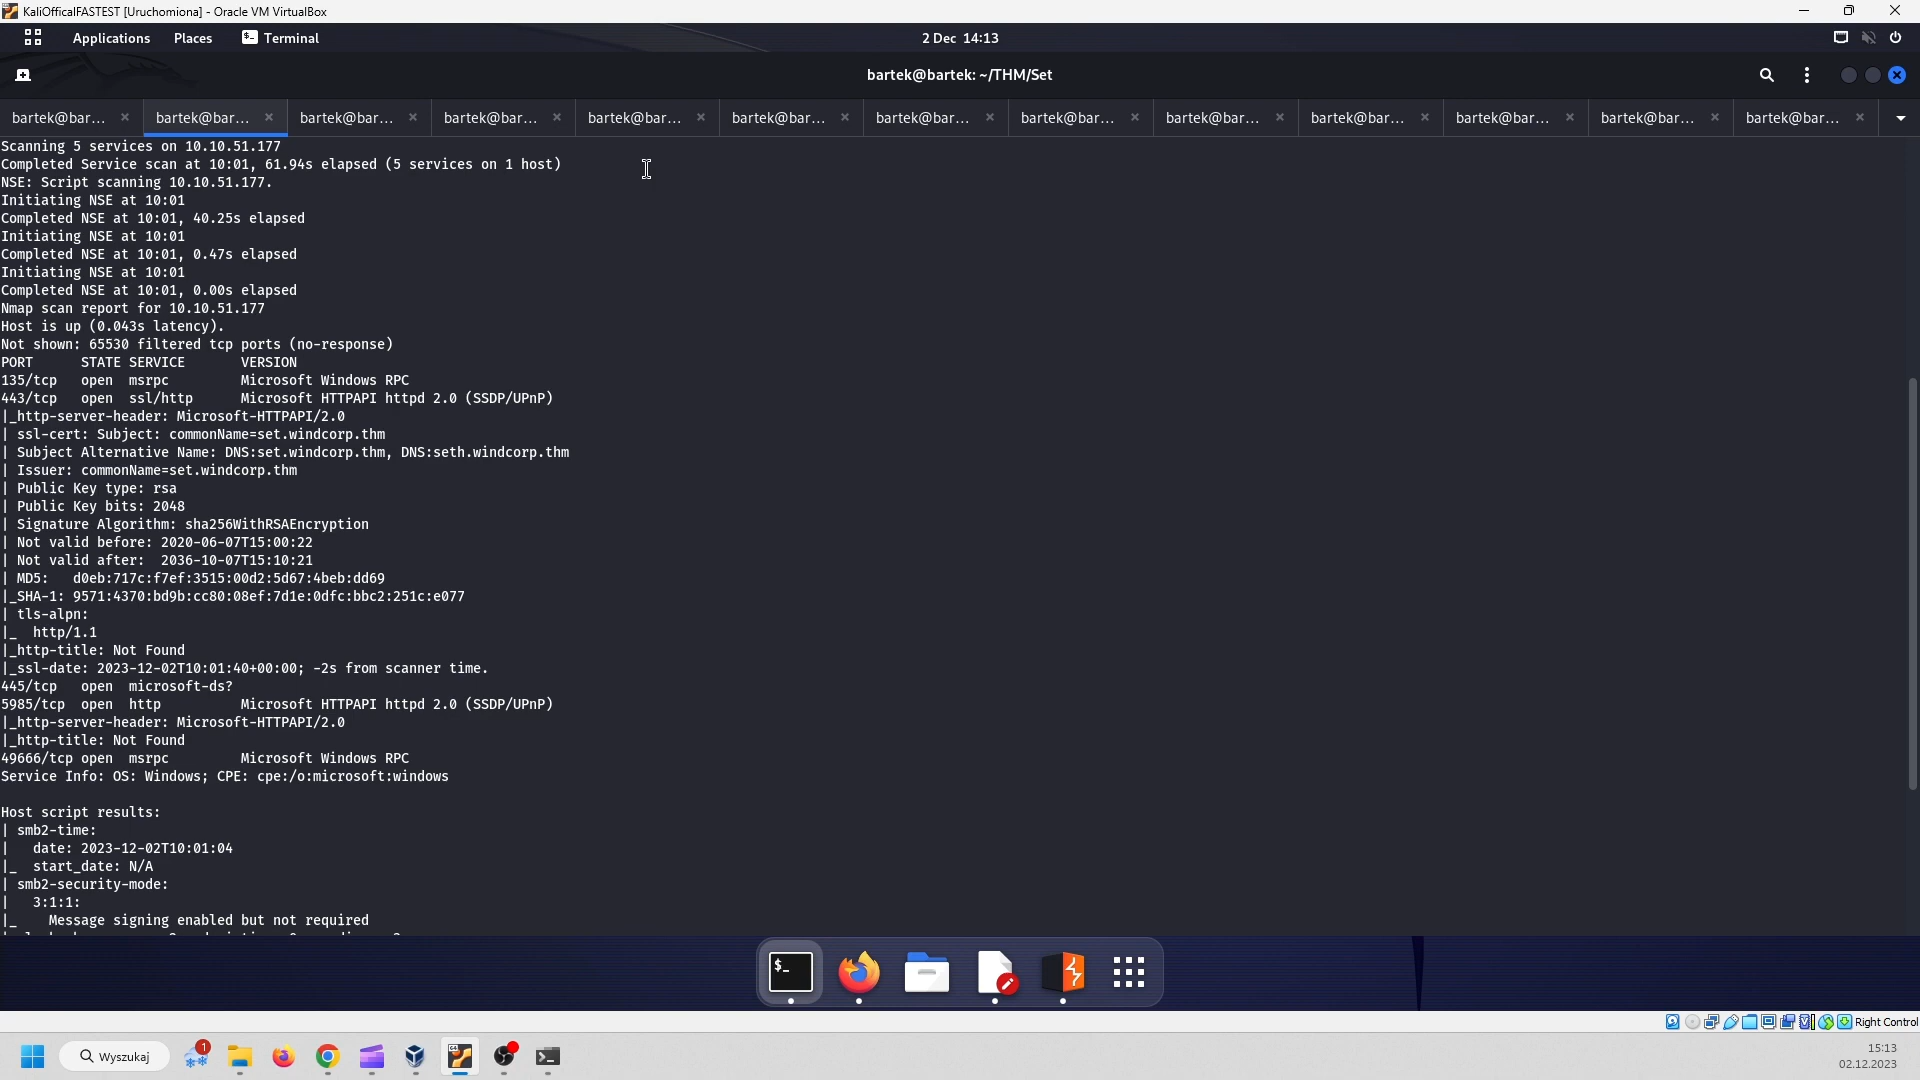 KaliOfficalFASTEST [Uruchomiona] - Oracle VM VirtualBox
Applications Places Terminal 2 Dec 14:13
bartek@bartek: ~/THM/Set
bartek@bar... bartek@bar... bartek@bar... bartek@bar... bartek@bar... bartek@bar... bartek@bar... bartek@bar... bartek@bar... bartek@bar... bartek@bar... bartek@bar... bartek@bar...
Scanning 5 services on 10.10.51.177
Completed Service scan at 10:01, 61.94s elapsed (5 services on 1 host)
NSE: Script scanning 10.10.51.177.
Initiating NSE at 10:01
Completed NSE at 10:01, 40.25s elapsed
Initiating NSE at 10:01
Completed NSE at 10:01, 0.47s elapsed
Initiating NSE at 10:01
Completed NSE at 10:01, 0.00s elapsed
Nmap scan report for 10.10.51.177
Host is up (0.043s latency).
Not shown: 65530 filtered tcp ports (no-response)
PORT      STATE SERVICE       VERSION
135/tcp   open  msrpc         Microsoft Windows RPC
443/tcp   open  ssl/http      Microsoft HTTPAPI httpd 2.0 (SSDP/UPnP)
|_http-server-header: Microsoft-HTTPAPI/2.0
| ssl-cert: Subject: commonName=set.windcorp.thm
| Subject Alternative Name: DNS:set.windcorp.thm, DNS:seth.windcorp.thm
| Issuer: commonName=set.windcorp.thm
| Public Key type: rsa
| Public Key bits: 2048
| Signature Algorithm: sha256WithRSAEncryption
| Not valid before: 2020-06-07T15:00:22
| Not valid after:  2036-10-07T15:10:21
| MD5:   d0eb:717c:f7ef:3515:00d2:5d67:4beb:dd69
|_SHA-1: 9571:4370:bd9b:cc80:08ef:7d1e:0dfc:bbc2:251c:e077
| tls-alpn:
|_  http/1.1
|_http-title: Not Found
|_ssl-date: 2023-12-02T10:01:40+00:00; -2s from scanner time.
445/tcp   open  microsoft-ds?
5985/tcp  open  http          Microsoft HTTPAPI httpd 2.0 (SSDP/UPnP)
|_http-server-header: Microsoft-HTTPAPI/2.0
|_http-title: Not Found
49666/tcp open  msrpc         Microsoft Windows RPC
Service Info: OS: Windows; CPE: cpe:/o:microsoft:windows
Host script results:
| smb2-time:
|   date: 2023-12-02T10:01:04
|_  start_date: N/A
| smb2-security-mode:
|   3:1:1:
|_    Message signing enabled but not required
Right Control
Wyszukaj
1
15:13
02.12.2023